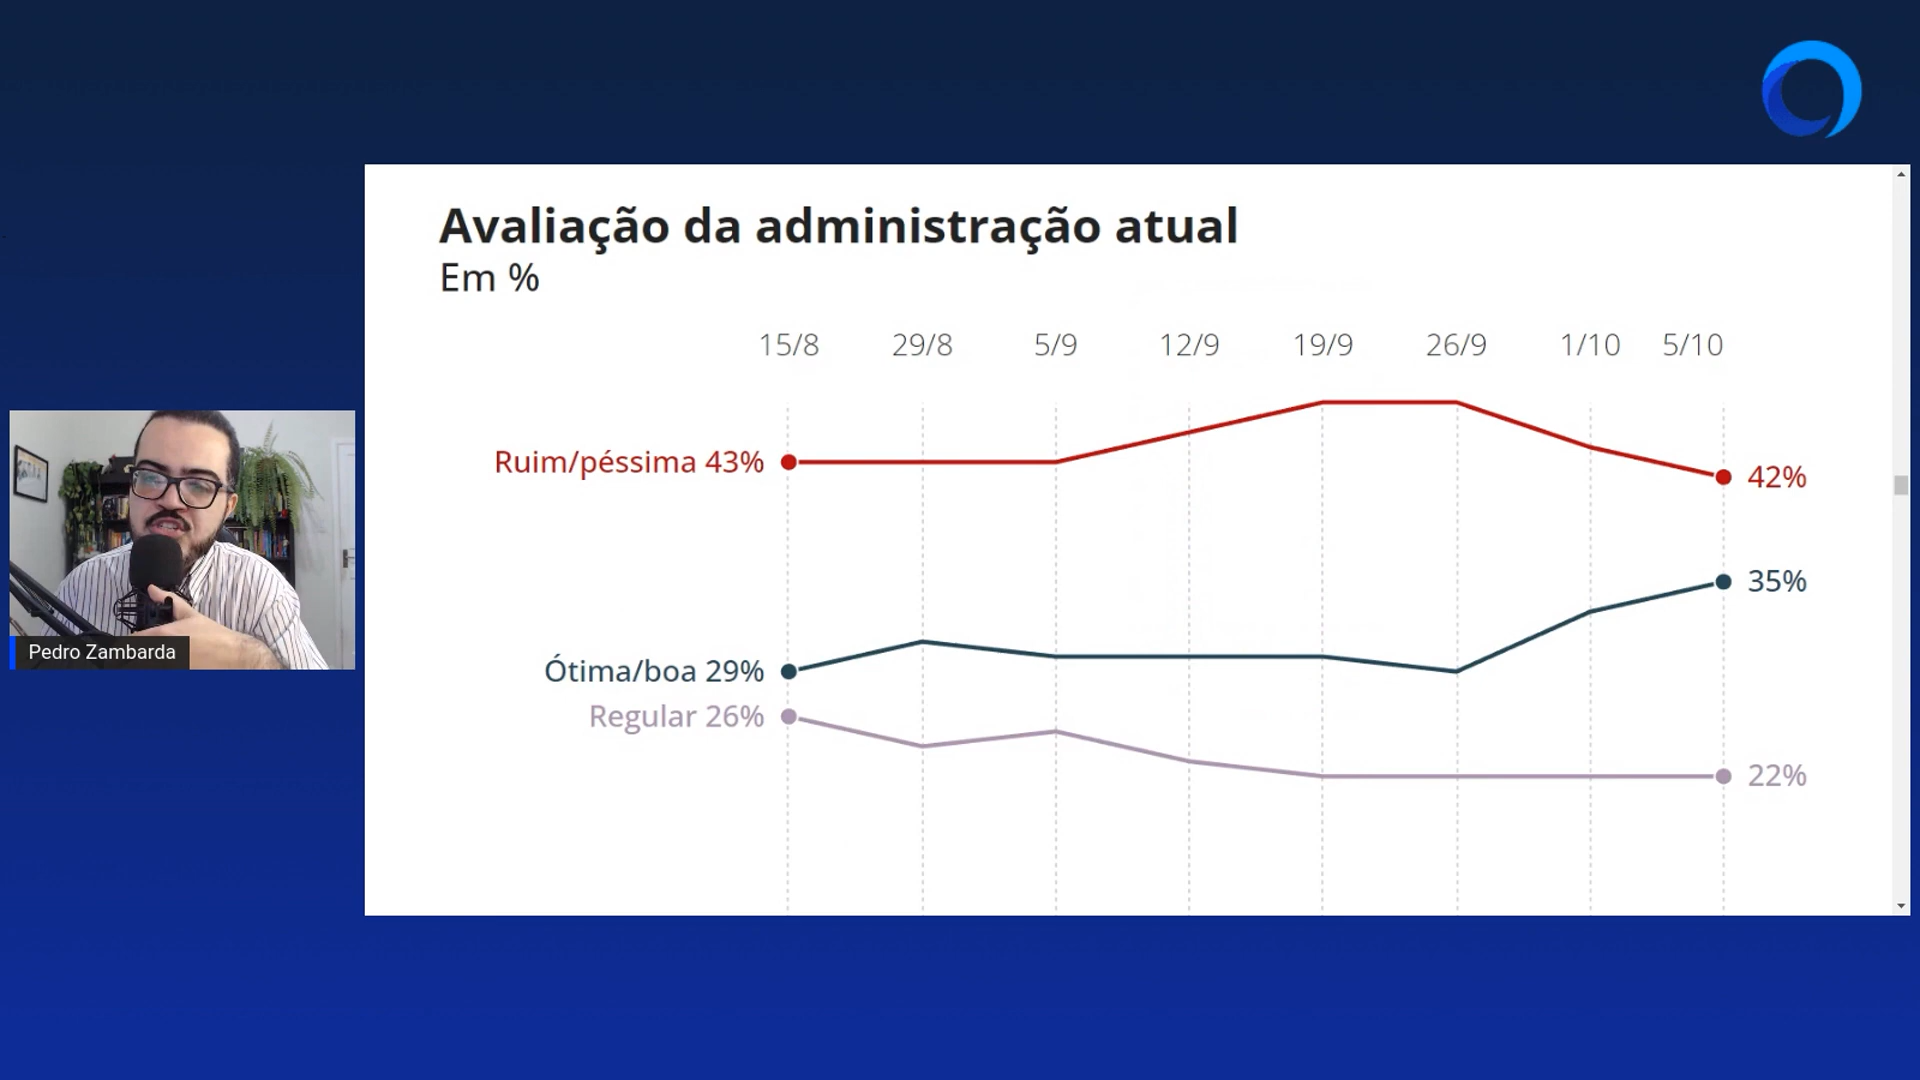 Avaliação da administração atual
Em %
15/8 29/8 5/9 12/9 19/9 26/9 1/10 5/10
Ruim/péssima 43%
42%
35%
Ótima/boa 29%
Regular 26%
22%
Pedro Zambarda